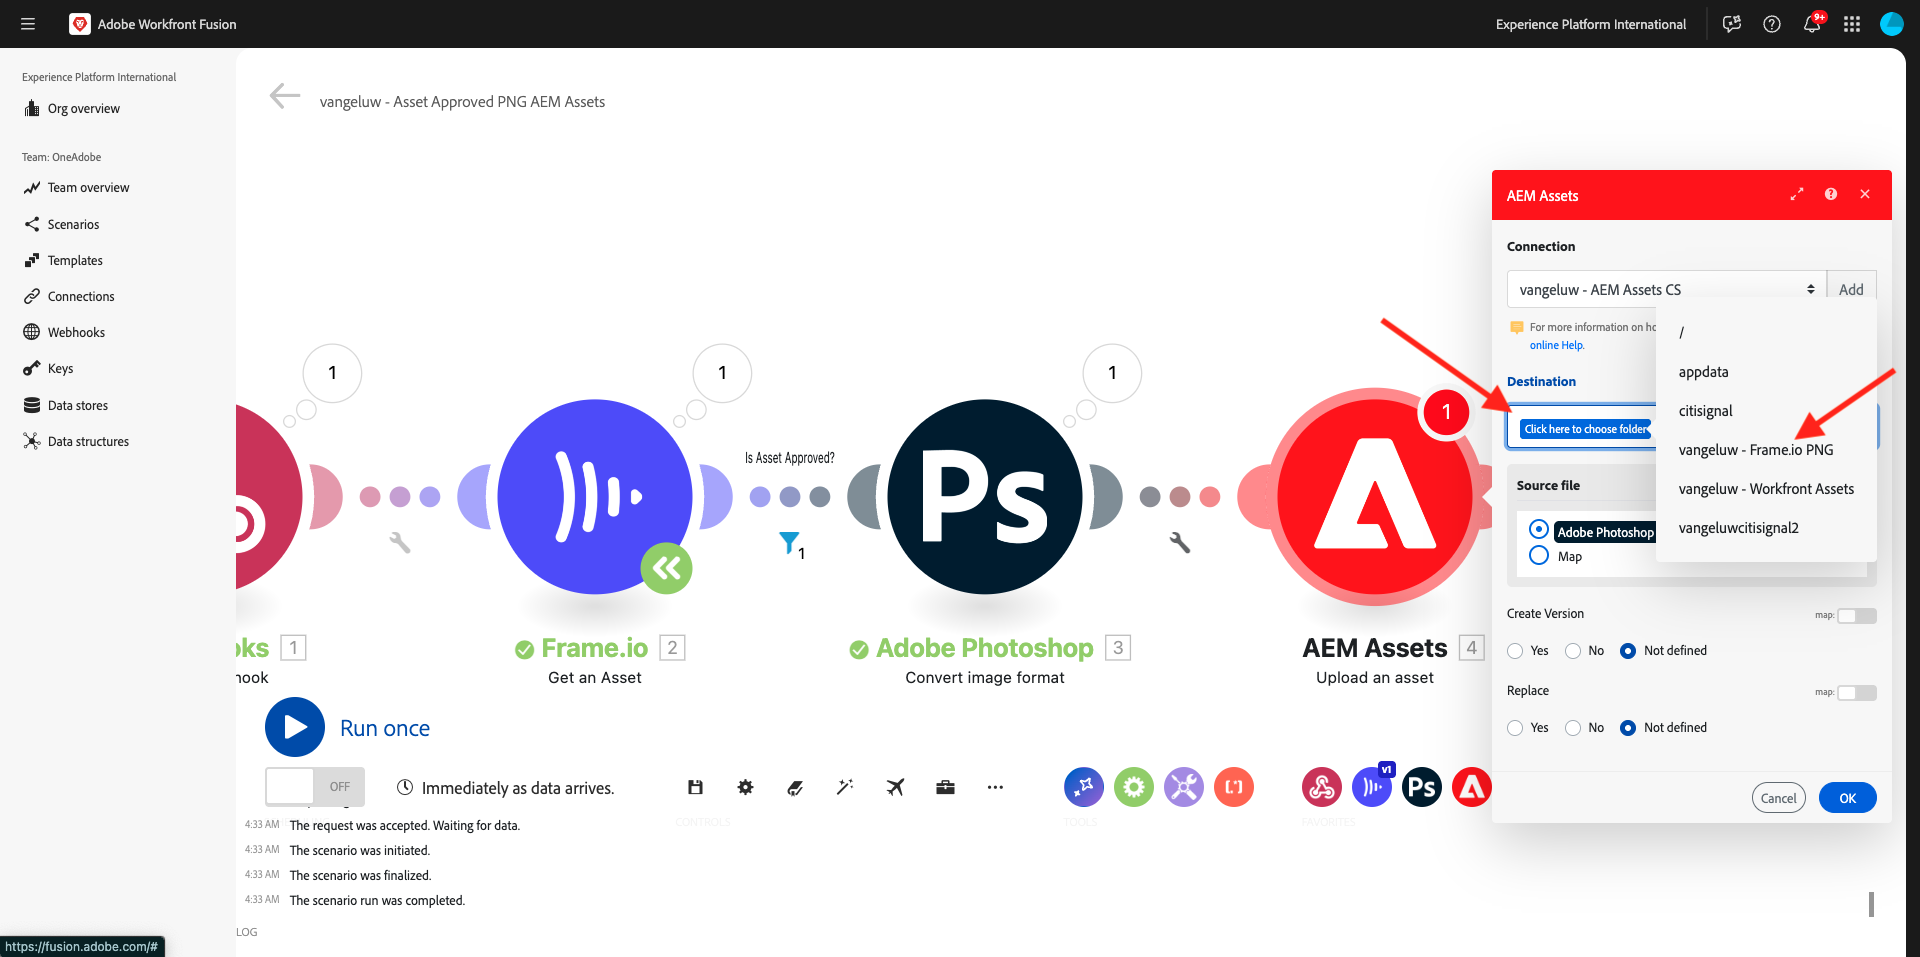 Adobe Workfront Fusion
Experience Platform International
9+
Experience Platform International
Org overview
Team: OneAdobe
Team overview
Scenarios
Templates
Connections
Webhooks
Keys
Data stores
Data structures
vangeluw - Asset Approved PNG AEM Assets
1
1
1
1
Is Asset Approved?
1
Ps
oks 1
Frame.io 2
Get an Asset
Adobe Photoshop 3
Convert image format
AEM Assets 4
Upload an asset
Run once
OFF
Immediately as data arrives.
CONTROLS
TOOLS
v1
Ps
FAVORITES
4:33 AM The request was accepted. Waiting for data.
4:33 AM The scenario was initiated.
4:33 AM The scenario was finalized.
4:33 AM The scenario run was completed.
LOG
https://fusion.adobe.com/#
AEM Assets
Connection
vangeluw - AEM Assets CS
Add
For more information on
online Help.
Destination
Click here to choose folder
/
appdata
citisignal
vangeluw - Frame.io PNG
vangeluw - Workfront Assets
vangeluwcitisignal2
Source file
Adobe Photoshop
Map
Create Version
map:
Yes No Not defined
Replace
map:
Yes No Not defined
Cancel
OK